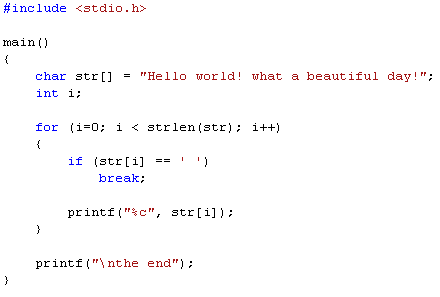 #include <stdio.h>
main()
{
char str[] = "Hello world! what a beautiful day!";
int i;
for (i=0; i < strlen(str); i++)
{
if (str[i] == ' ')
break;
printf("%c", str[i]);
}
printf("\nthe end");
}